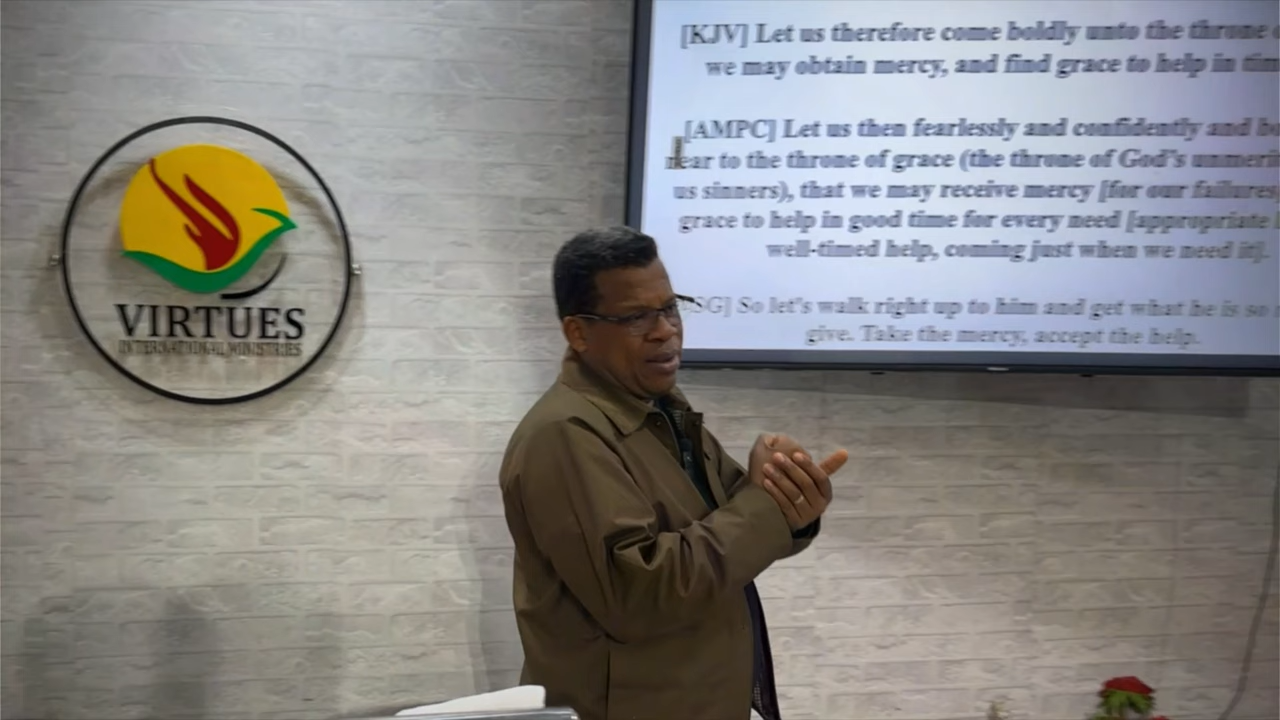 VIRTUES
INTERNATIONAL MINISTRIES
[KJV] Let us therefore come boldly unto the throne
we may obtain mercy, and find grace to help in
[AMPC] Let us then fearlessly and confidently and
near to the throne of grace (the throne of God's
us sinners), that we may receive mercy [for our failures
grace to help in good time for every need [appropriate
well-timed help, coming just when we need it].
SG] So let's walk right up to him and get what he is so
give. Take the mercy, accept the help.